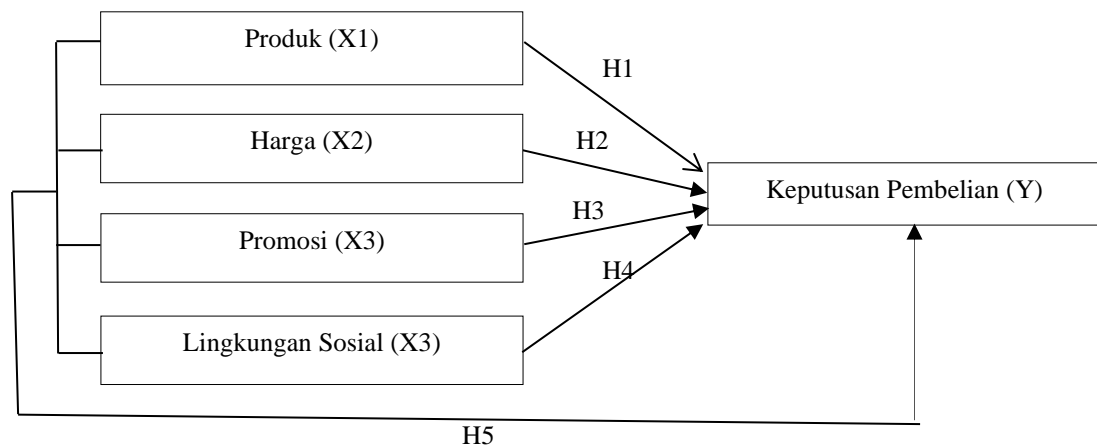 Produk (X1)
H1
Harga (X2)
H2
Keputusan Pembelian (Y)
H3
Promosi (X3)
H4
Lingkungan Sosial (X3)
H5